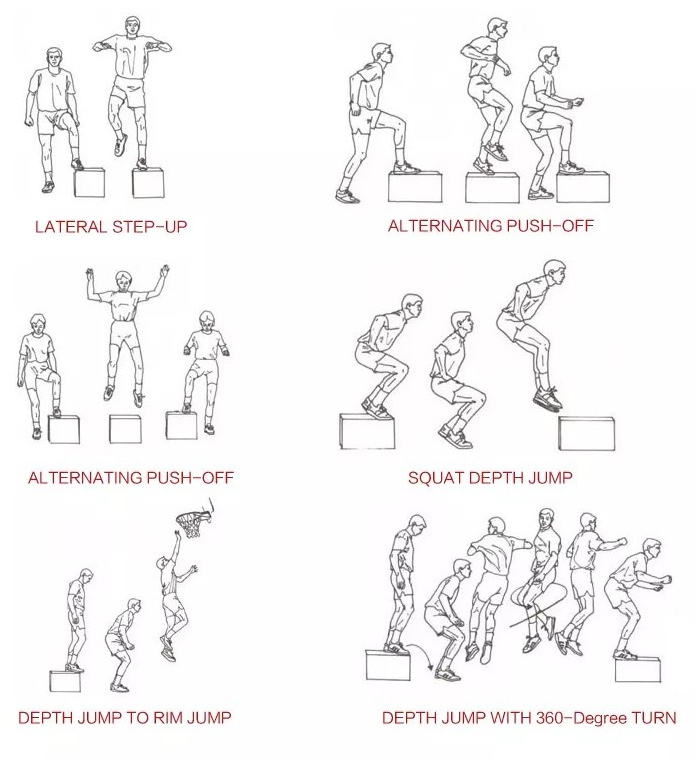 LATERAL STEP-UP
ALTERNATING PUSH-OFF
ALTERNATING PUSH-OFF
SQUAT DEPTH JUMP
DEPTH JUMP TO RIM JUMP
DEPTH JUMP WITH 360-Degree TURN